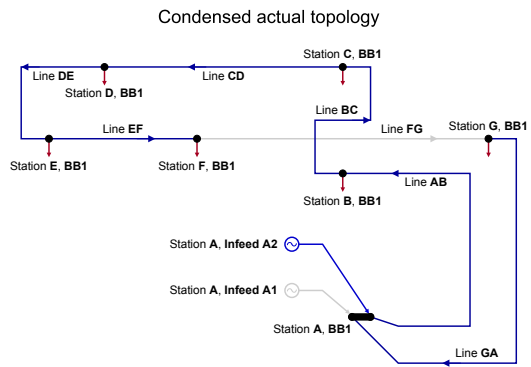 Condensed actual topology
Station C, BB1
Line DE
Line CD
Station D, BB1
Line BC
Line EF
Line FG
Station G, BB1
Station E, BB1
Station F, BB1
Line AB
Station B, BB1
Station A, Infeed A2
Station A, Infeed A1
Station A, BB1
Line GA